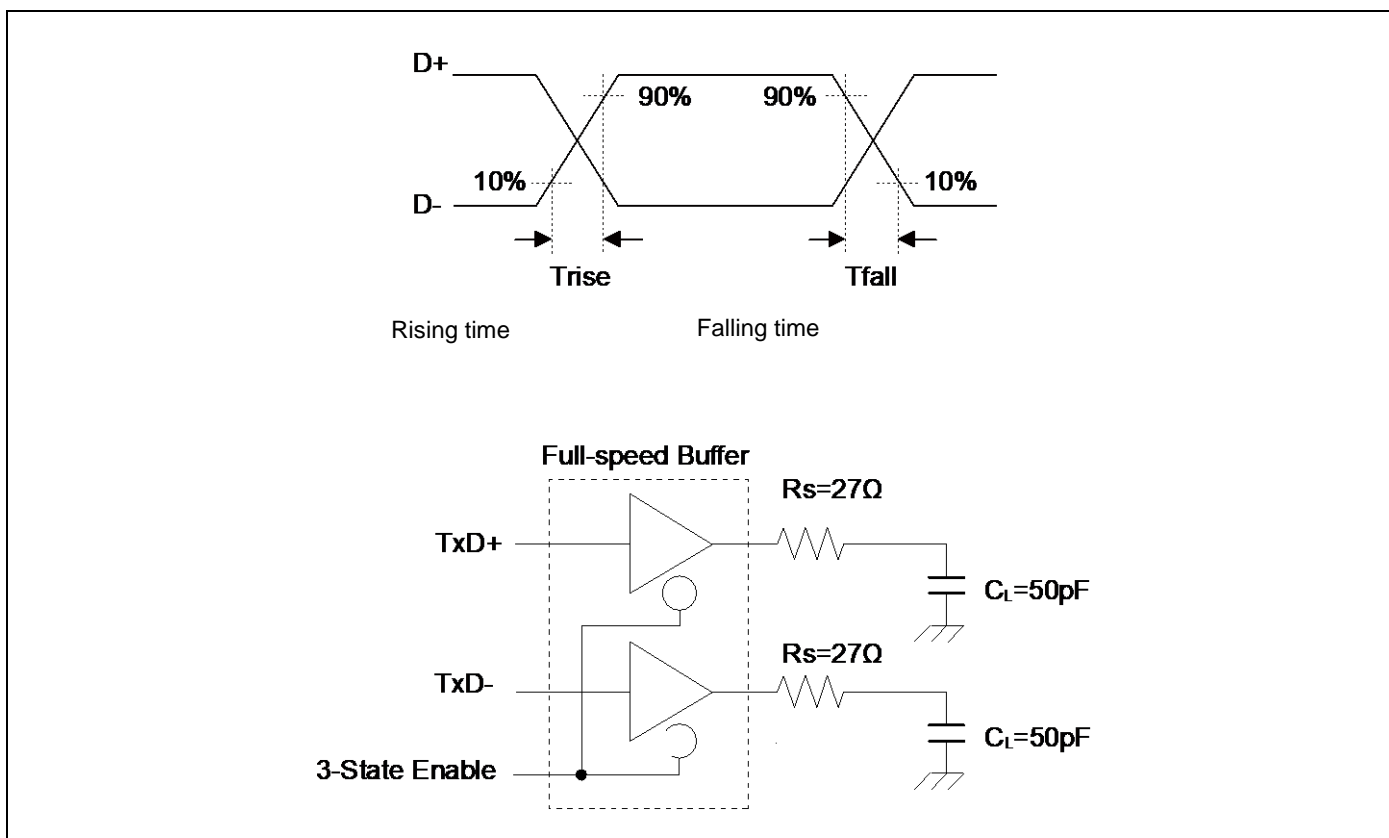 D+
90%
90%
10%
10%
D-
Trise
Tfall
Rising time
Falling time
Full-speed Buffer
Rs=27Ω
TxD+
CL=50pF
Rs=27Ω
TxD-
CL=50pF
3-State Enable